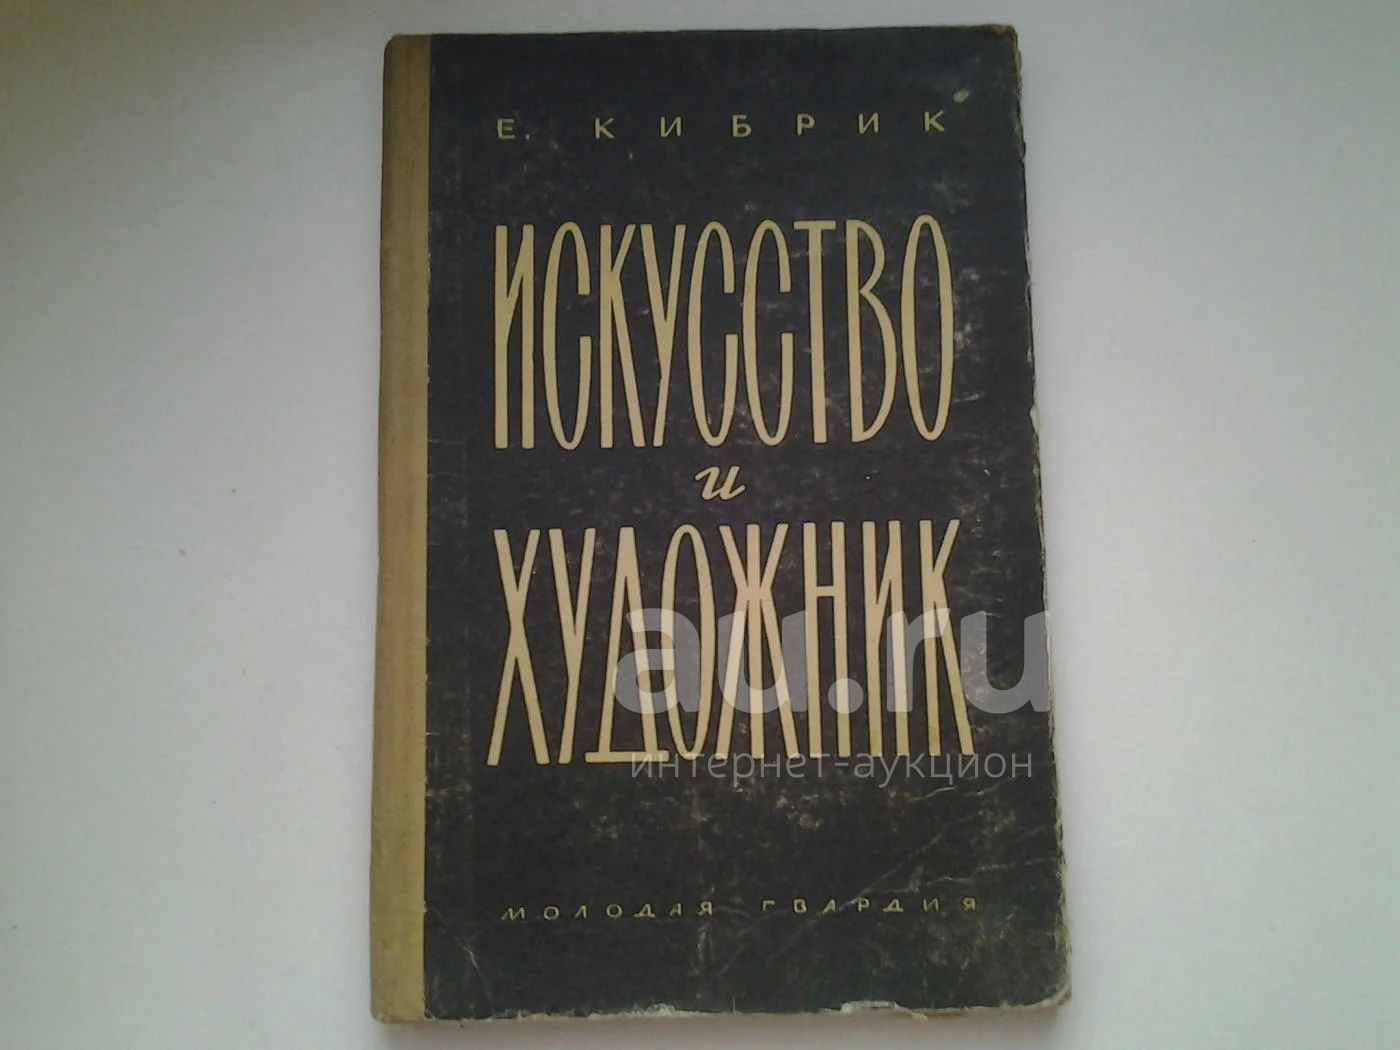 Е. КИБРИК
ИСКУССТВО
и
ХУДОЖНИК
au.ru
интернет-аукцион
МОЛОДАЯ ГВАРДИЯ